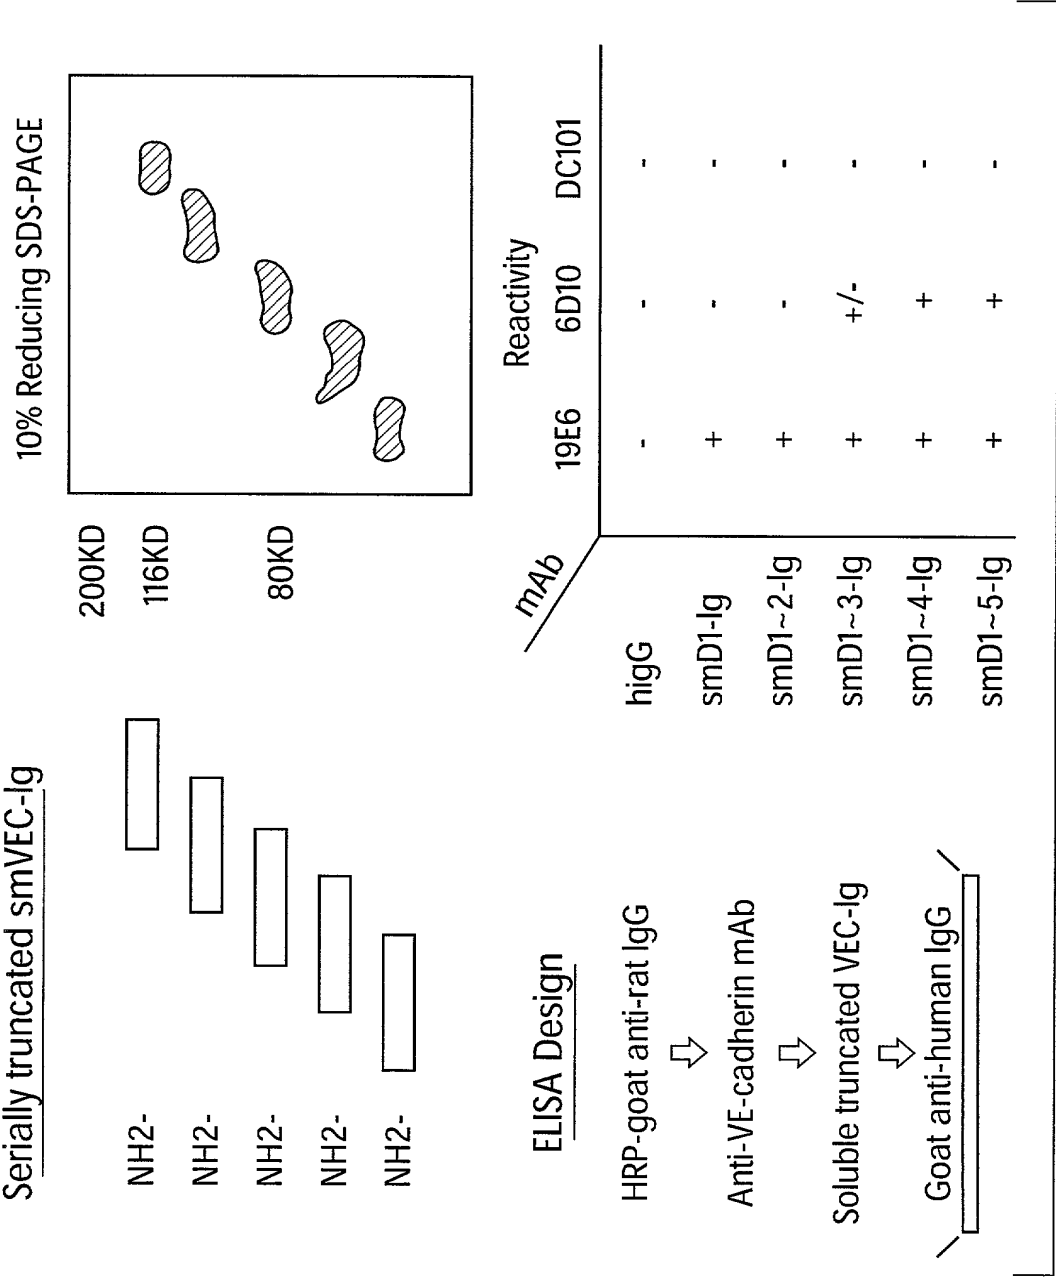 Serially truncated smVEC-Ig
NH2-
NH2-
NH2-
NH2-
NH2-
10% Reducing SDS-PAGE
200KD
116KD
80KD
ELISA Design
HRP-goat anti-rat IgG
Anti-VE-cadherin mAb
Soluble truncated VEC-Ig
Goat anti-human IgG
Reactivity
mAb 19E6 6D10 DC101
higG - - -
smD1-Ig + - -
smD1~2-Ig + - -
smD1~3-Ig + +/- -
smD1~4-Ig + + -
smD1~5-Ig + + -